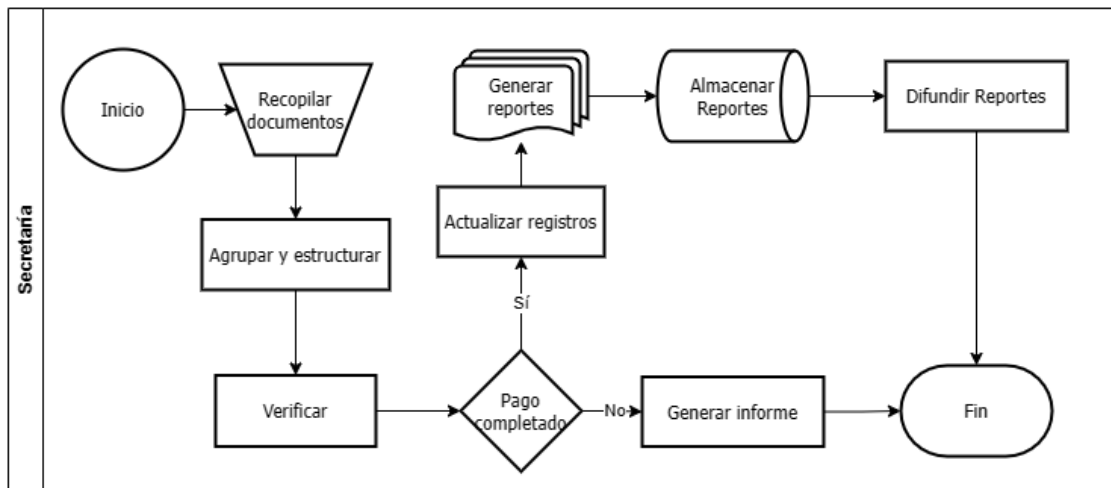 Secretaría
Inicio
Recopilar
documentos
Agrupar y estructurar
Verificar
Pago
completado
Sí
Actualizar registros
Generar
reportes
Almacenar
Reportes
Difundir Reportes
No
Generar informe
Fin